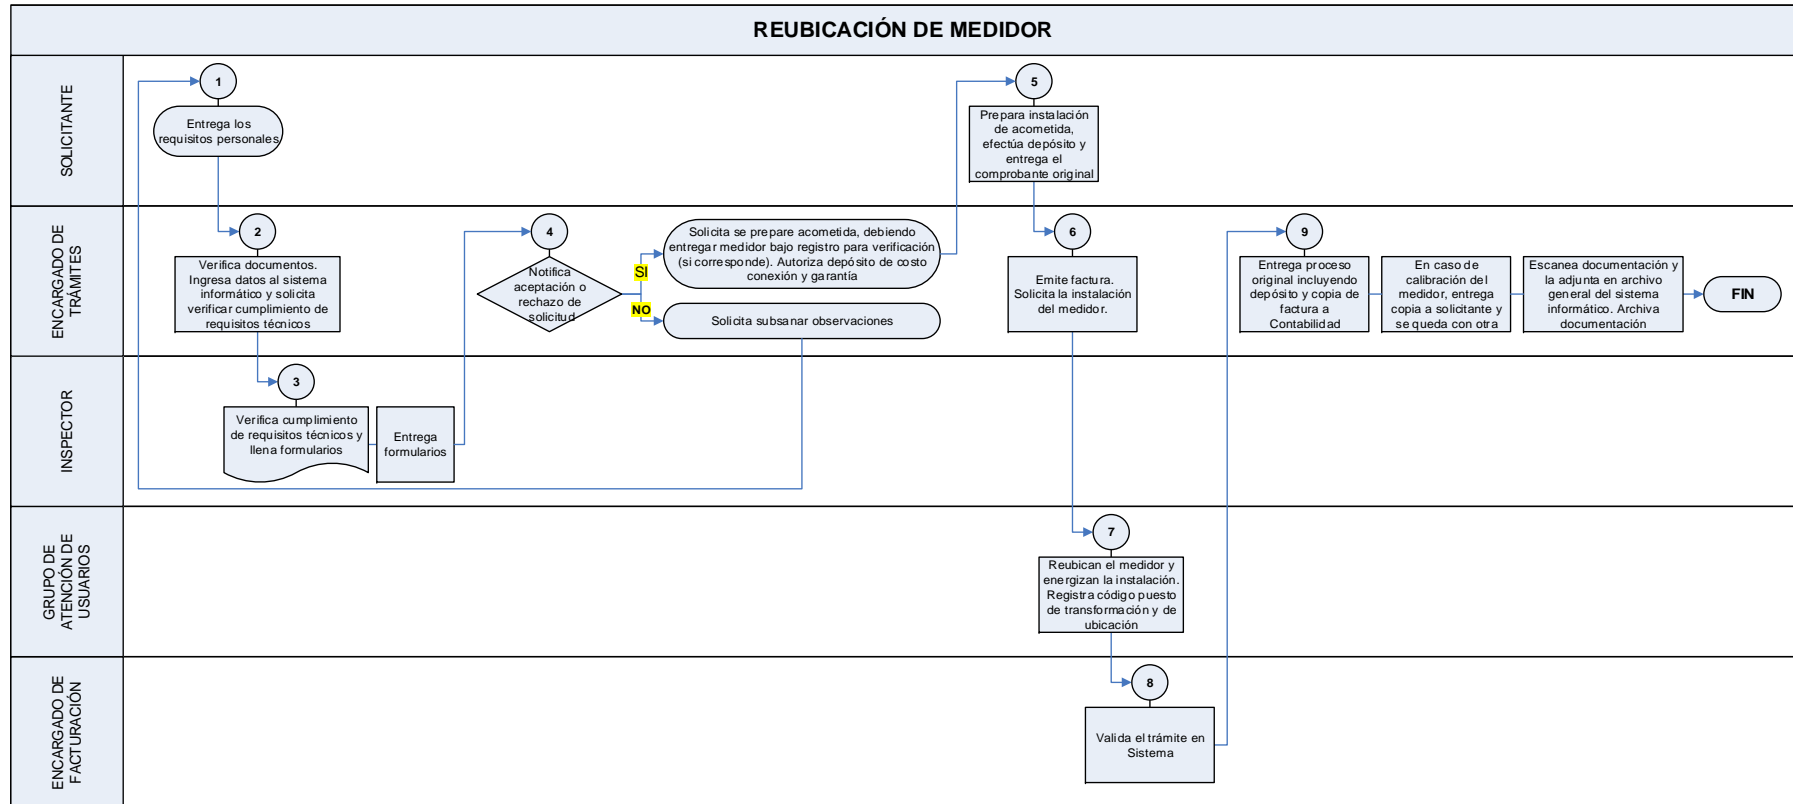 REUBICACIÓN DE MEDIDOR
SOLICITANTE
1
Entrega los
requisitos personales
5
Prepara instalación
de acometida,
efectúa depósito y
entrega el
comprobante original
ENCARGADO DE
TRÁMITES
2
Verifica documentos.
Ingresa datos al sistema
informático y solicita
verificar cumplimiento de
requisitos técnicos
4
Notifica
aceptación o
rechazo de
solicitud
SI
Solicita se prepare acometida, debiendo
entregar medidor bajo registro para verificación
(si corresponde). Autoriza depósito de costo
conexión y garantía
NO
Solicita subsanar observaciones
6
Emite factura.
Solicita la instalación
del medidor.
9
Entrega proceso
original incluyendo
depósito y copia de
factura a
Contabilidad
En caso de
calibración del
medidor, entrega
copia a solicitante y
se queda con otra
Escanea documentación y
la adjunta en archivo
general del sistema
informático. Archiva
documentación
FIN
INSPECTOR
3
Verifica cumplimiento
de requisitos técnicos y
llena formularios
Entrega
formularios
GRUPO DE
ATENCIÓN DE
USUARIOS
7
Reubican el medidor y
energizan la instalación.
Registra código puesto
de transformación y de
ubicación
ENCARGADO DE
FACTURACIÓN
8
Valida el trámite en
Sistema